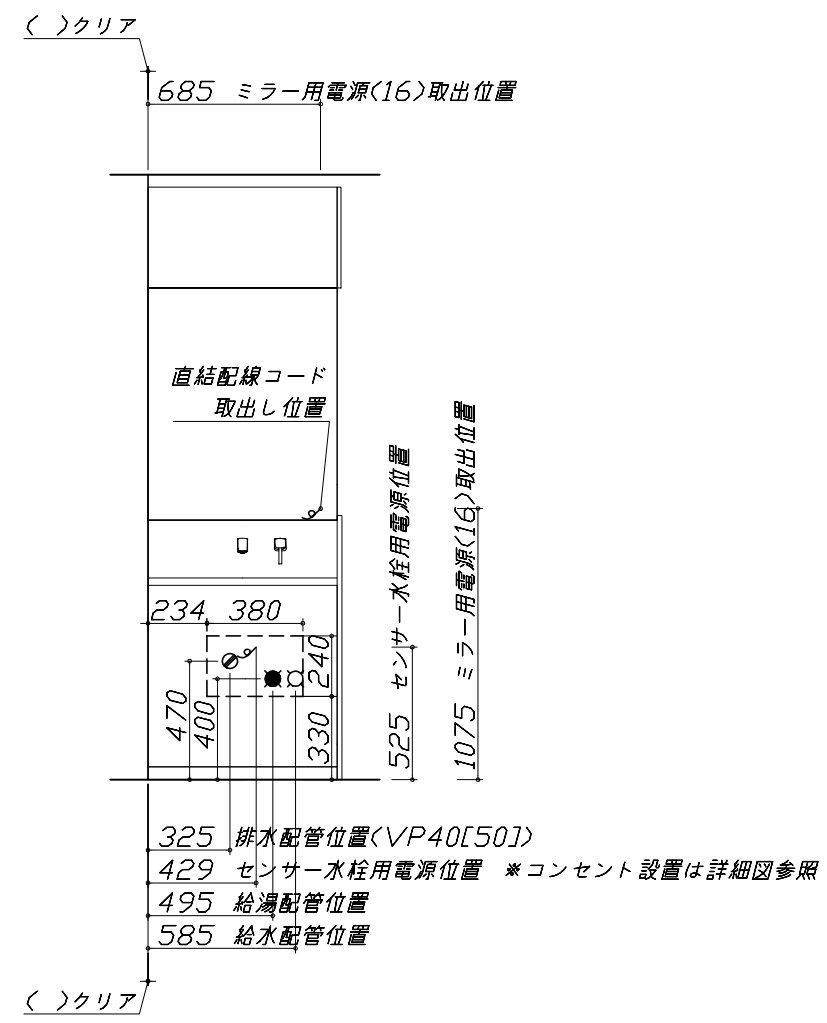 ( )クリア
685 ミラー用電源(16)取出位置
直結配線コード
取出し位置
525 センサー水栓用電源位置
1075 ミラー用電源(16)取出位置
234 380
240
470
400
330
325 排水配管位置(VP40[50])
429 センサー水栓用電源位置 ※コンセント設置は詳細図参照
495 給湯配管位置
585 給水配管位置
( )クリア